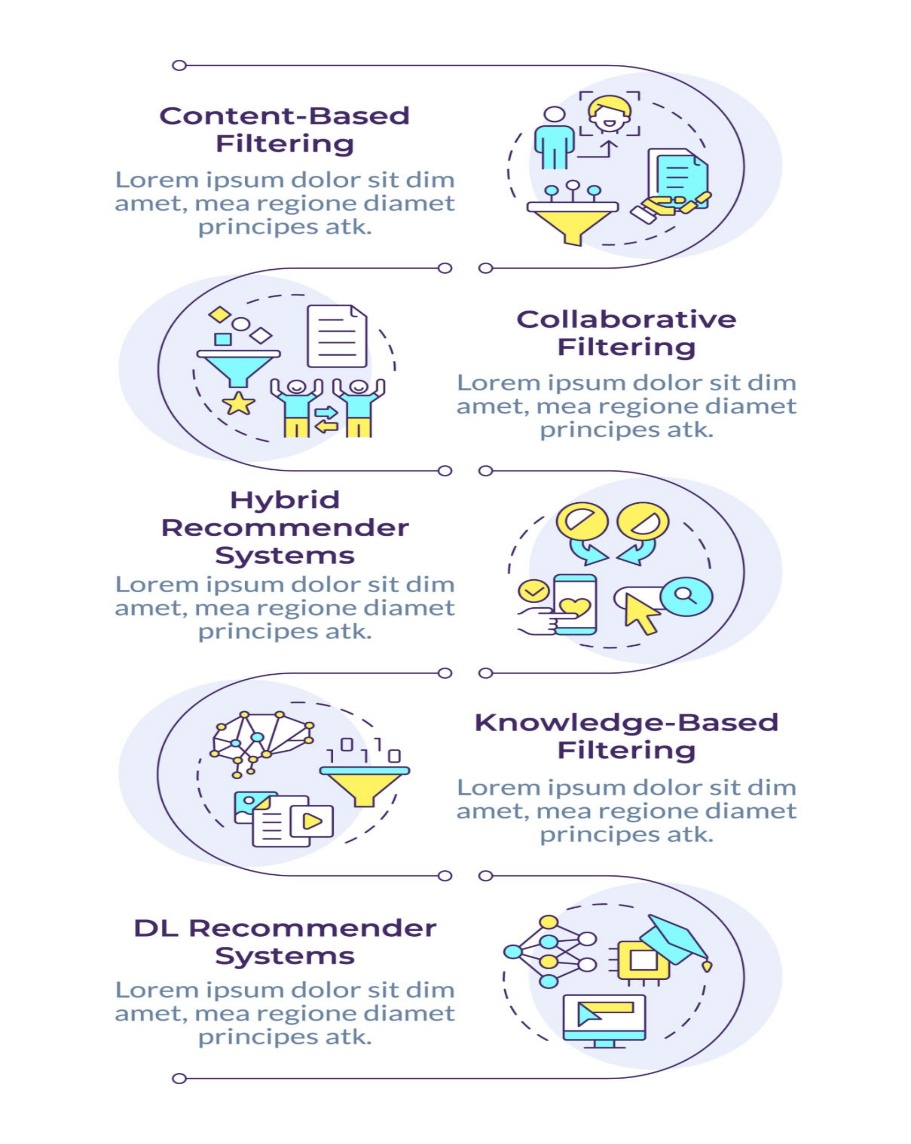 Content-Based
Filtering
Lorem ipsum dolor sit dim
amet, mea regione diamet
principes atk.
Collaborative
Filtering
Lorem ipsum dolor sit dim
amet, mea regione diamet
principes atk.
Hybrid
Recommender
Systems
Lorem ipsum dolor sit dim
amet, mea regione diamet
principes atk.
Knowledge-Based
Filtering
Lorem ipsum dolor sit dim
amet, mea regione diamet
principes atk.
DL Recommender
Systems
Lorem ipsum dolor sit dim
amet, mea regione diamet
principes atk.